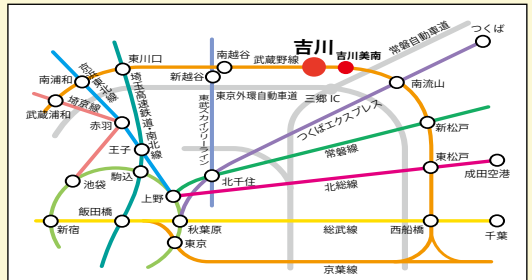 吉川
吉川美南
武蔵野線
常磐自動車道
つくば
南越谷
新越谷
東川口
南浦和
武蔵浦和
埼京線
埼玉高速鉄道・南北線
東武スカイツリーライン
東京外環自動車道
三郷IC
南流山
つくばエクスプレス
赤羽
王子
駒込
池袋
常磐線
新松戸
東松戸
北千住
上野
北総線
成田空港
飯田橋
新宿
秋葉原
東京
総武線
西船橋
千葉
京葉線